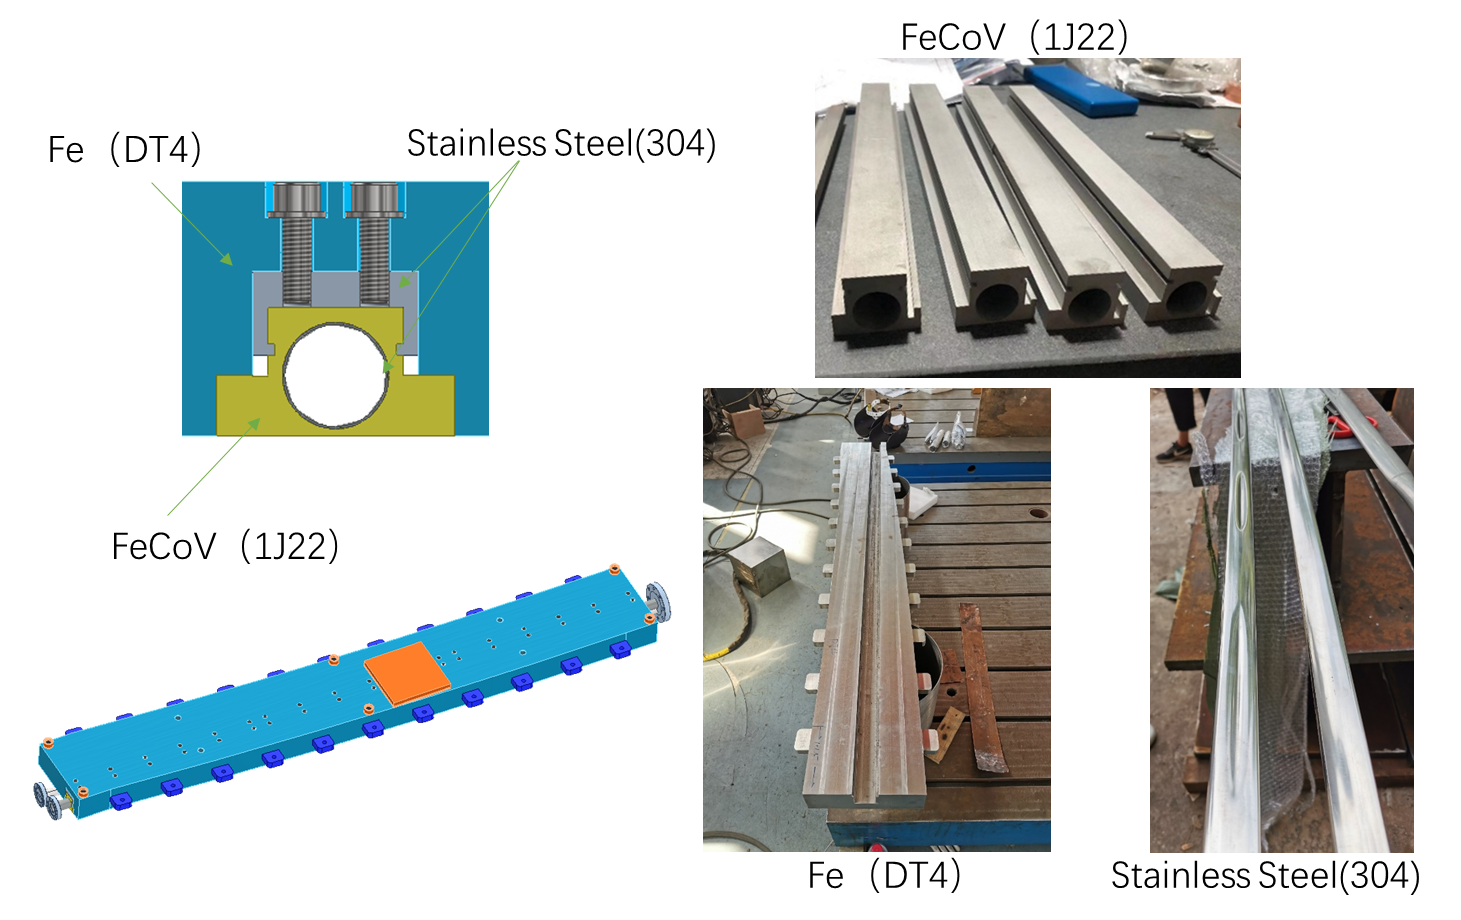 FeCoV（1J22）
Fe（DT4）
Stainless Steel(304)
FeCoV（1J22）
Fe（DT4）
Stainless Steel(304)